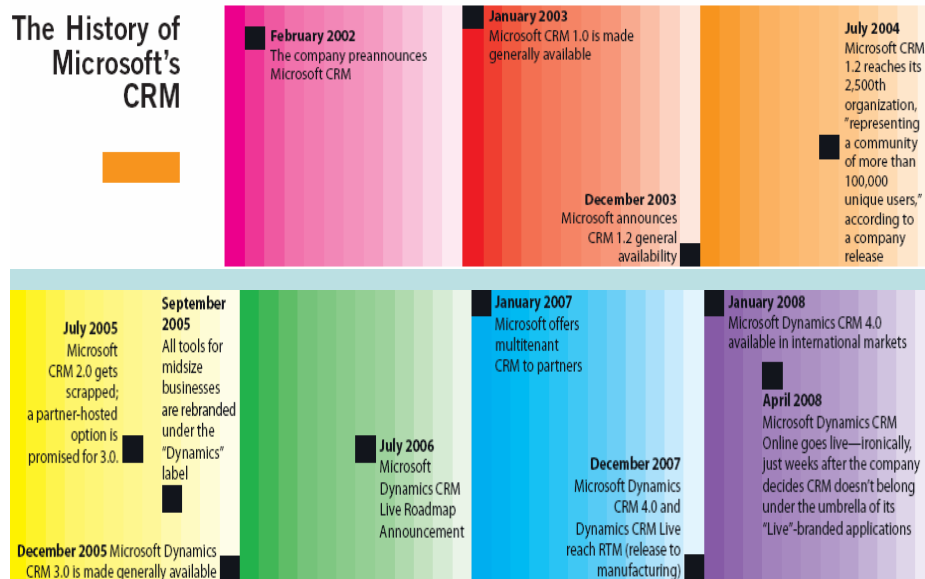 The History of
Microsoft's
CRM
February 2002
The company preannounces
Microsoft CRM
January 2003
Microsoft CRM 1.0 is made
generally available
December 2003
Microsoft announces
CRM 1.2 general
availability
July 2004
Microsoft CRM
1.2 reaches its
2,500th
organization,
"representing
a community
of more than
100,000
unique users,"
according to
a company
release
July 2005
Microsoft
CRM 2.0 gets
scrapped;
a partner-hosted
option is
promised for 3.0.
September
2005
All tools for
midsize
businesses
are rebranded
under the
"Dynamics"
label
December 2005 Microsoft Dynamics
CRM 3.0 is made generally available
July 2006
Microsoft
Dynamics CRM
Live Roadmap
Announcement
January 2007
Microsoft offers
multitenant
CRM to partners
December 2007
Microsoft Dynamics
CRM 4.0 and
Dynamics CRM Live
reach RTM (release to
manufacturing)
January 2008
Microsoft Dynamics CRM 4.0
available in international markets
April 2008
Microsoft Dynamics CRM
Online goes live—ironically,
just weeks after the company
decides CRM doesn't belong
under the umbrella of its
"Live"-branded applications